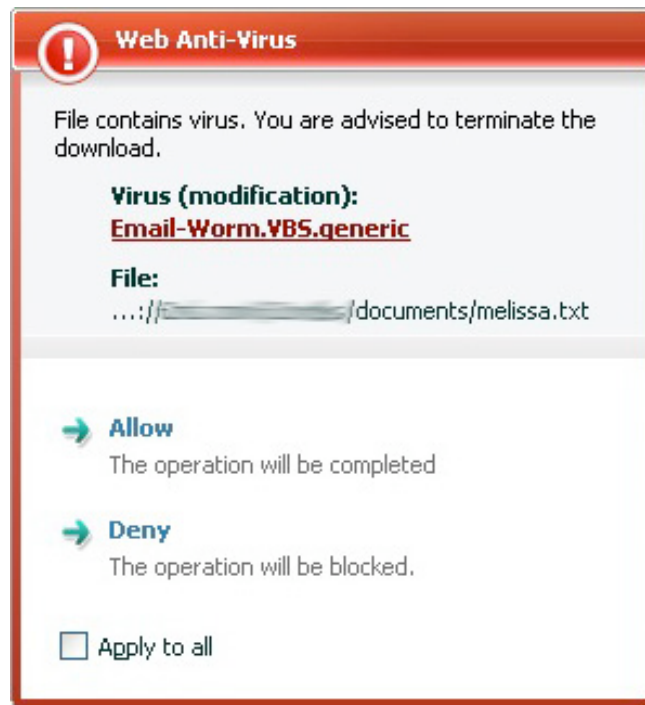 Web Anti-Virus
File contains virus. You are advised to terminate the
download.
Virus (modification):
Email-Worm.VBS.generic
File:
...:// /documents/melissa.txt
Allow
The operation will be completed
Deny
The operation will be blocked.
Apply to all